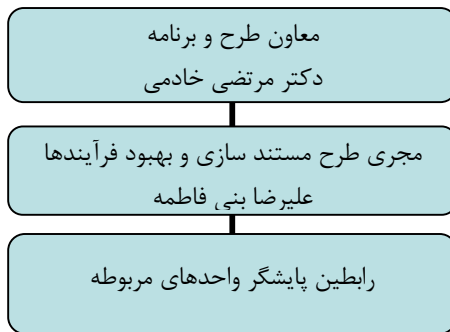 معاون طرح و برنامه
دکتر مرتضی خادمی
مجری طرح مستند سازی و بهبود فرآیندها
علیرضا بنی فاطمه
رابطین پایشگر واحدهای مربوطه